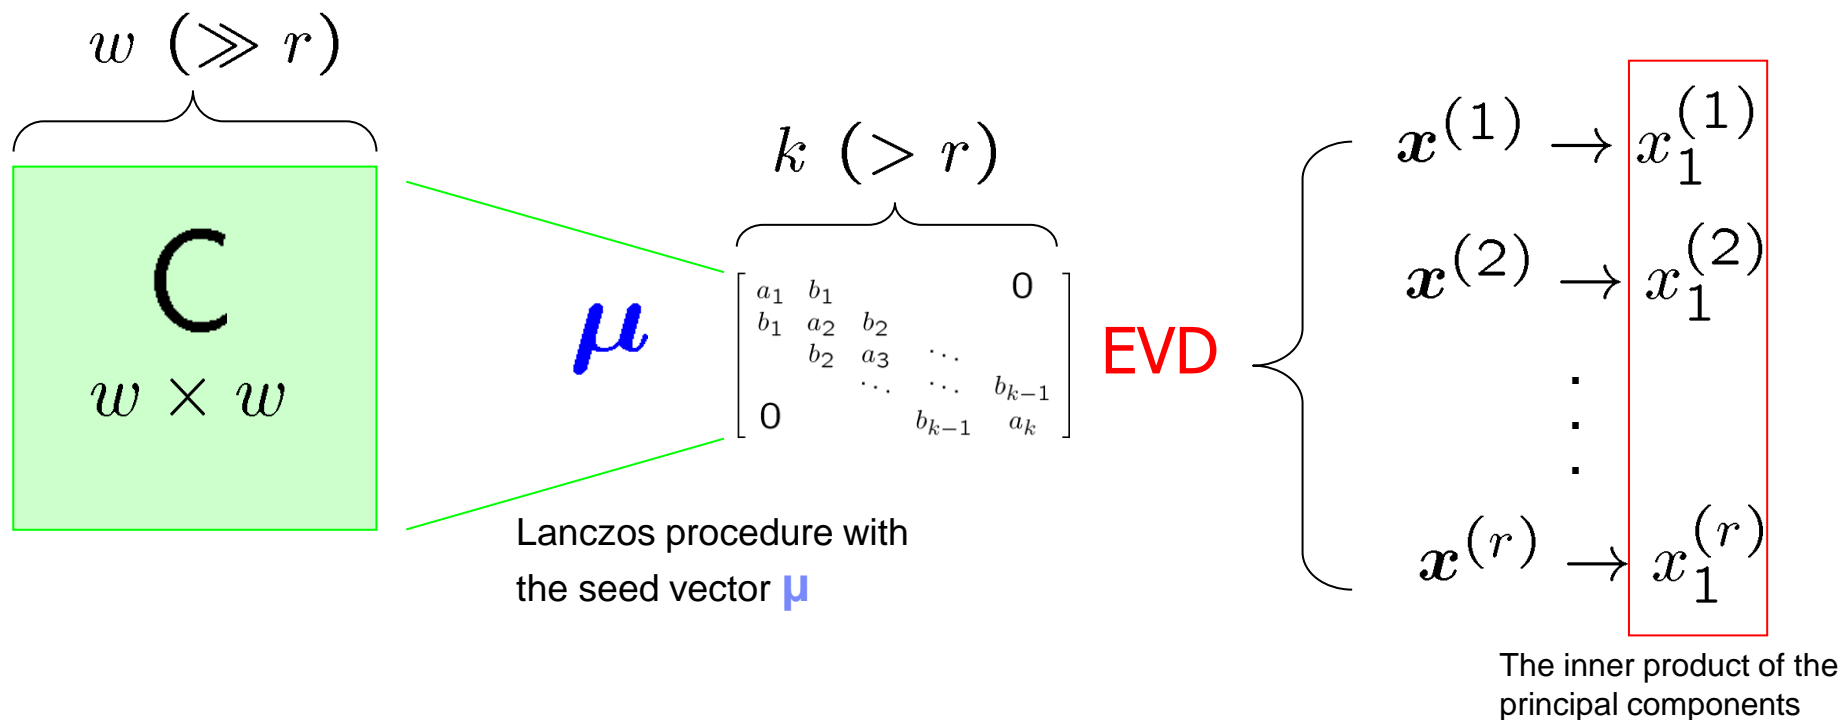 w (≫ r)
C
w × w
μ
Lanczos procedure with
the seed vector μ
k (> r)
a₁ b₁ 0
b₁ a₂ b₂
b₂ a₃ ⋯
⋯ ⋯ bₖ₋₁
0 bₖ₋₁ aₖ
EVD
x⁽¹⁾ → x₁⁽¹⁾
x⁽²⁾ → x₁⁽²⁾
.
.
.
x⁽ʳ⁾ → x₁⁽ʳ⁾
The inner product of the
principal components